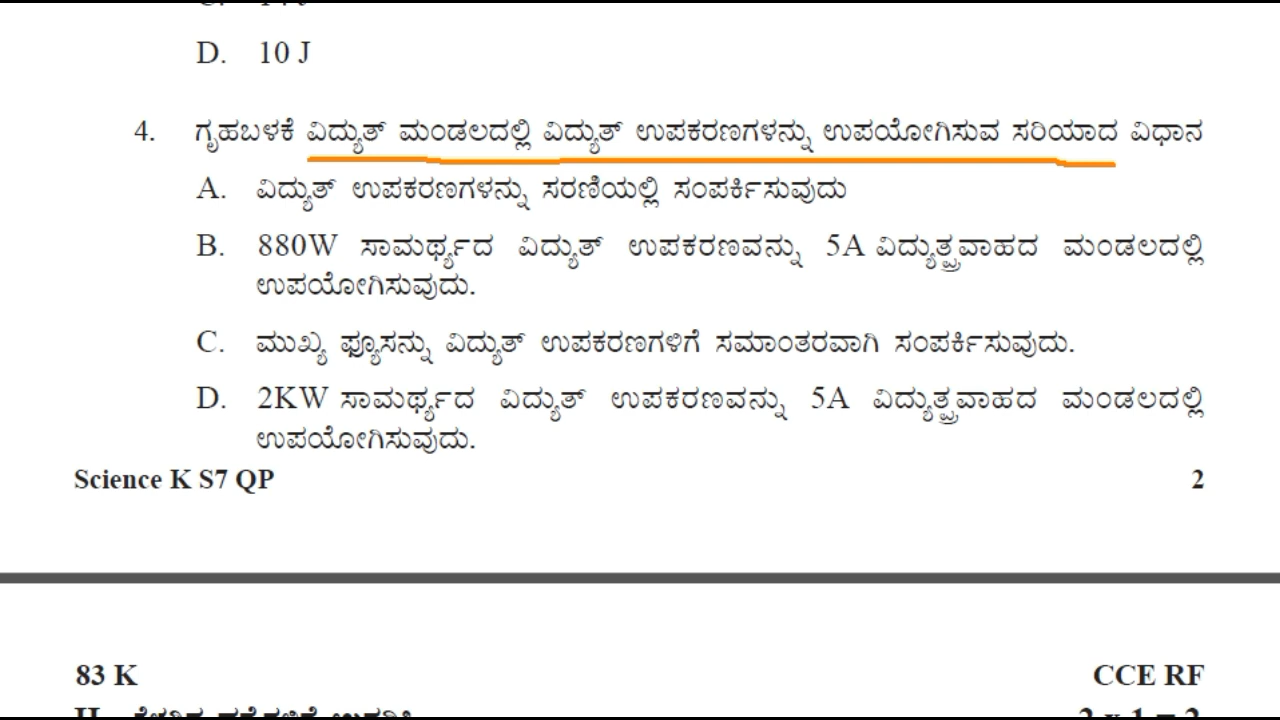 D. 10 J
4. ಗೃಹಬಳಕೆ ವಿದ್ಯುತ್ ಮಂಡಲದಲ್ಲಿ ವಿದ್ಯುತ್ ಉಪಕರಣಗಳನ್ನು ಉಪಯೋಗಿಸುವ ಸರಿಯಾದ ವಿಧಾನ
A. ವಿದ್ಯುತ್ ಉಪಕರಣಗಳನ್ನು ಸರಣಿಯಲ್ಲಿ ಸಂಪರ್ಕಿಸುವುದು
B. 880W ಸಾಮರ್ಥ್ಯದ ವಿದ್ಯುತ್ ಉಪಕರಣವನ್ನು 5A ವಿದ್ಯುತ್ಪ್ರವಾಹದ ಮಂಡಲದಲ್ಲಿ
ಉಪಯೋಗಿಸುವುದು.
C. ಮುಖ್ಯ ಫ್ಯೂಸನ್ನು ವಿದ್ಯುತ್ ಉಪಕರಣಗಳಿಗೆ ಸಮಾಂತರವಾಗಿ ಸಂಪರ್ಕಿಸುವುದು.
D. 2KW ಸಾಮರ್ಥ್ಯದ ವಿದ್ಯುತ್ ಉಪಕರಣವನ್ನು 5A ವಿದ್ಯುತ್ಪ್ರವಾಹದ ಮಂಡಲದಲ್ಲಿ
ಉಪಯೋಗಿಸುವುದು.
Science K S7 QP 2
83 K CCE RF